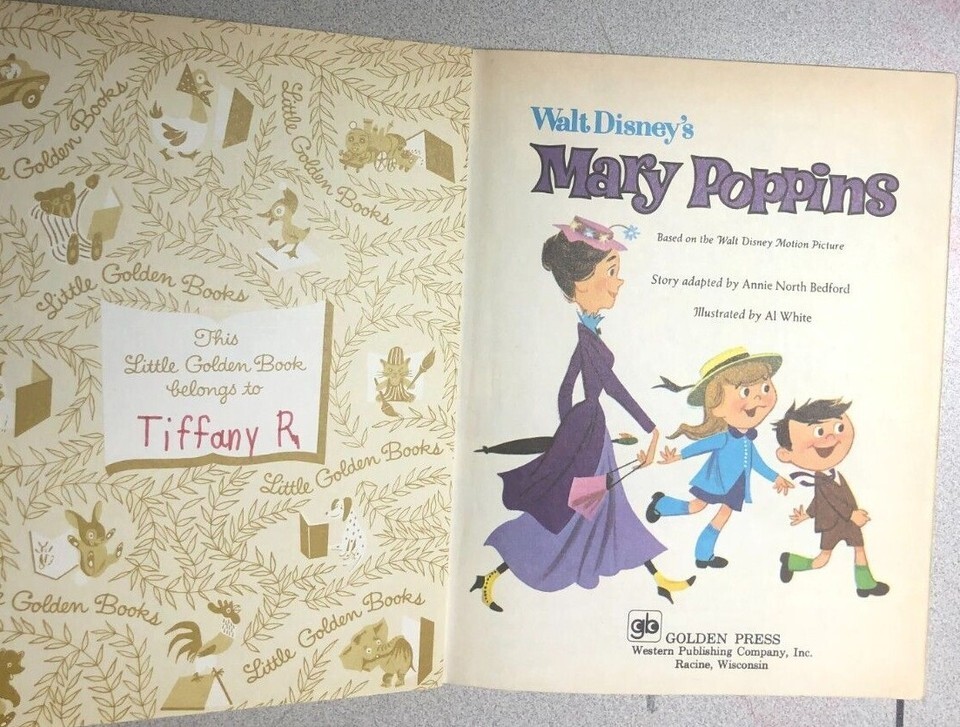 Golden Books
Little Golden Books
Little Golden Books
This
Little Golden Book
belongs to
Tiffany R
Little Golden Books
Golden Books
Little Golden Books
Walt Disney's
Mary Poppins
Based on the Walt Disney Motion Picture
Story adapted by Annie North Bedford
Illustrated by Al White
gb
GOLDEN PRESS
Western Publishing Company, Inc.
Racine, Wisconsin